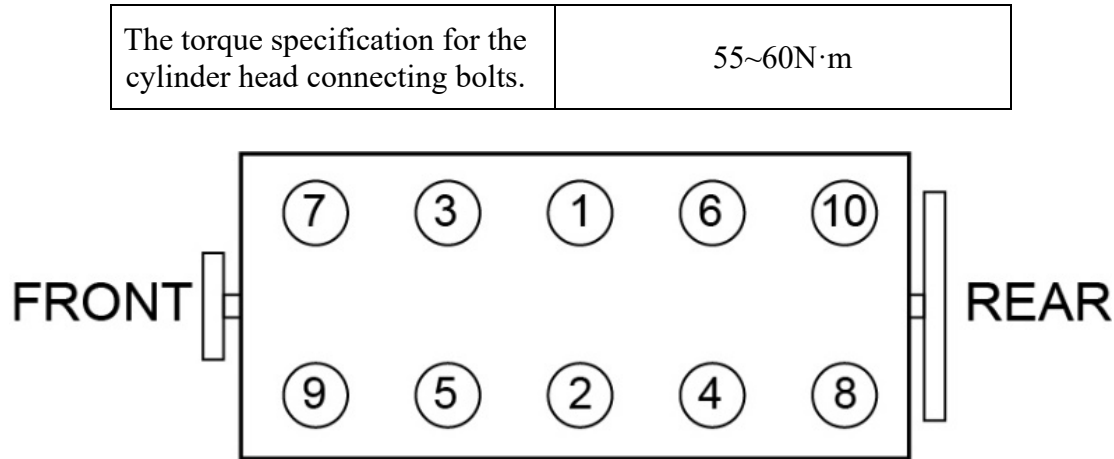 The torque specification for the
cylinder head connecting bolts.
55~60N·m
7 3 1 6 10
FRONT
REAR
9 5 2 4 8